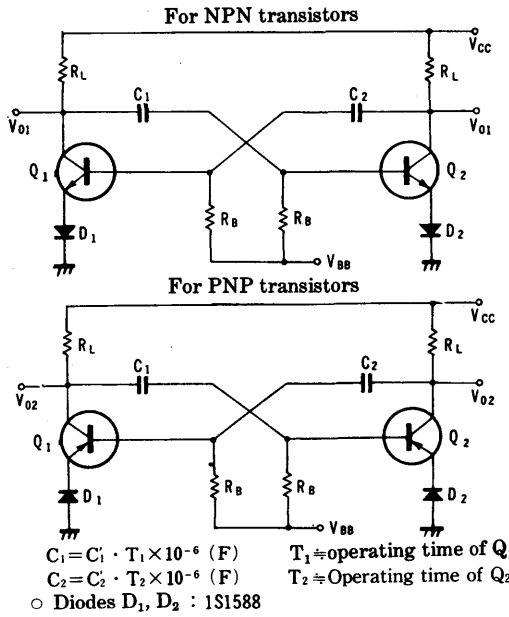 For NPN transistors
VCC
RL
RL
C1
C2
V01
V01
Q1
Q2
RB
RB
D1
D2
VBB
For PNP transistors
VCC
RL
RL
C1
C2
V02
V02
Q1
Q2
RB
RB
D1
D2
VBB
C1=C'1 · T1×10⁻⁶ (F) T1≒operating time of Q
C2=C'2 · T2×10⁻⁶ (F) T2≒Operating time of Q2
○ Diodes D1, D2 : 1S1588